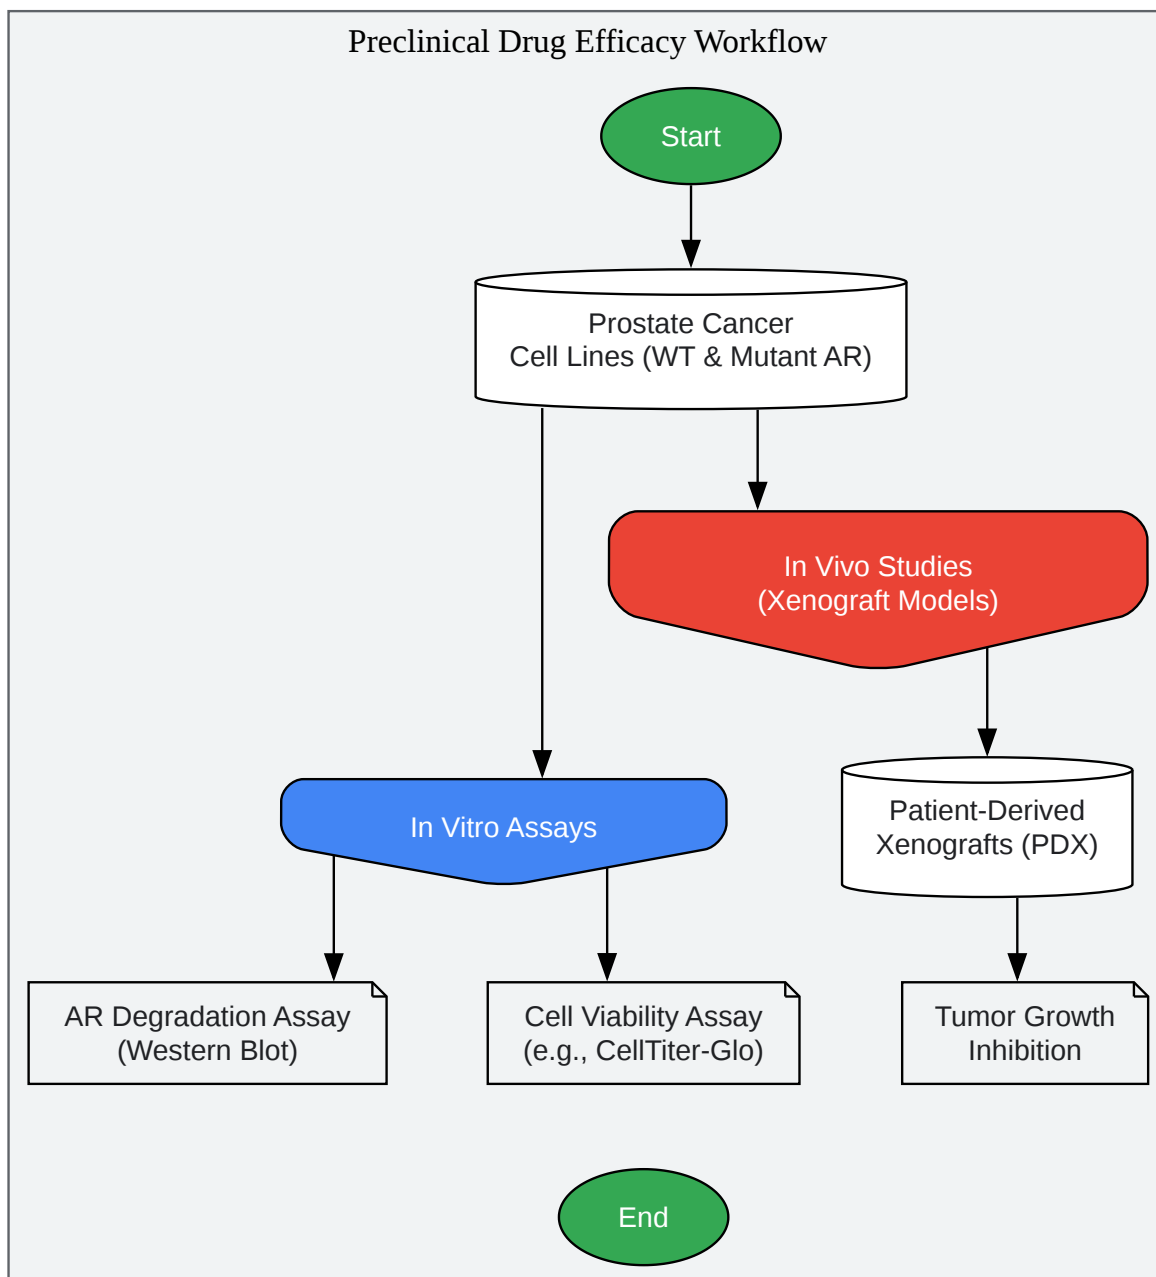 Preclinical Drug Efficacy Workflow
Start
Prostate Cancer
Cell Lines (WT & Mutant AR)
In Vivo Studies
(Xenograft Models)
In Vitro Assays
Patient-Derived
Xenografts (PDX)
AR Degradation Assay
(Western Blot)
Cell Viability Assay
(e.g., CellTiter-Glo)
Tumor Growth
Inhibition
End